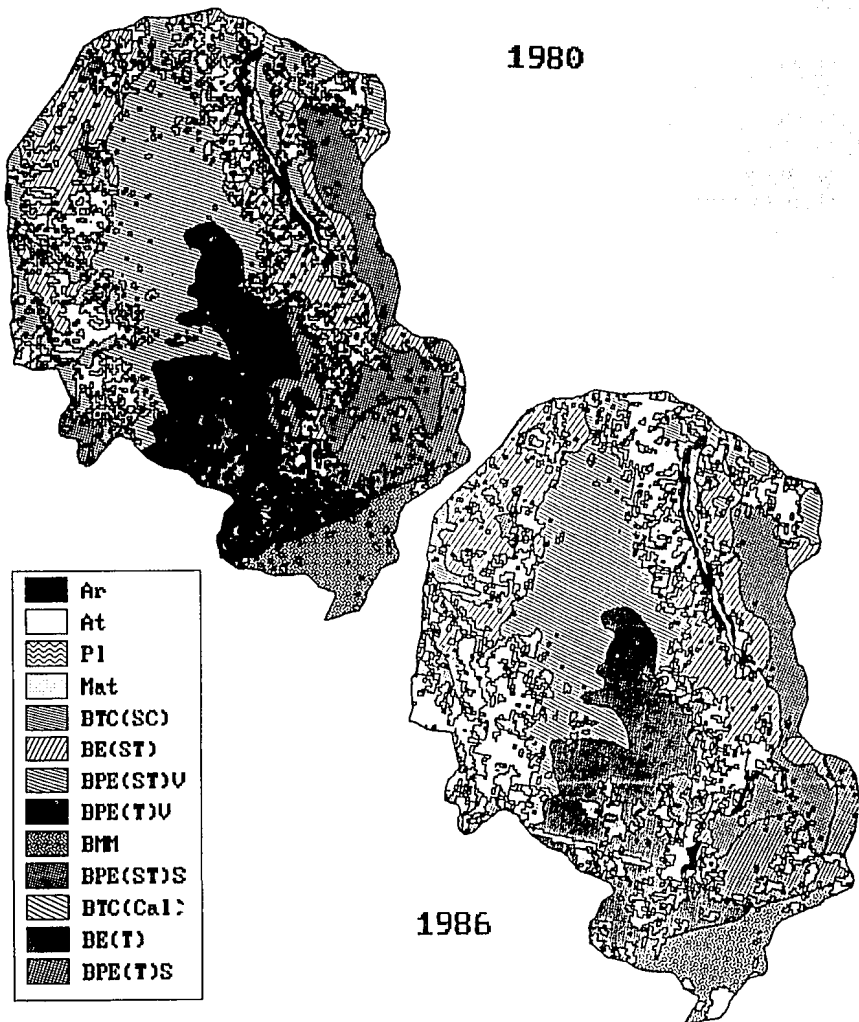 1980
Ar
At
Pl
Mat
BTC(SC)
BE(ST)
BPE(ST)V
BPE(T)V
BMM
BPE(ST)S
BTC(Cal)
BE(T)
BPE(T)S
1986